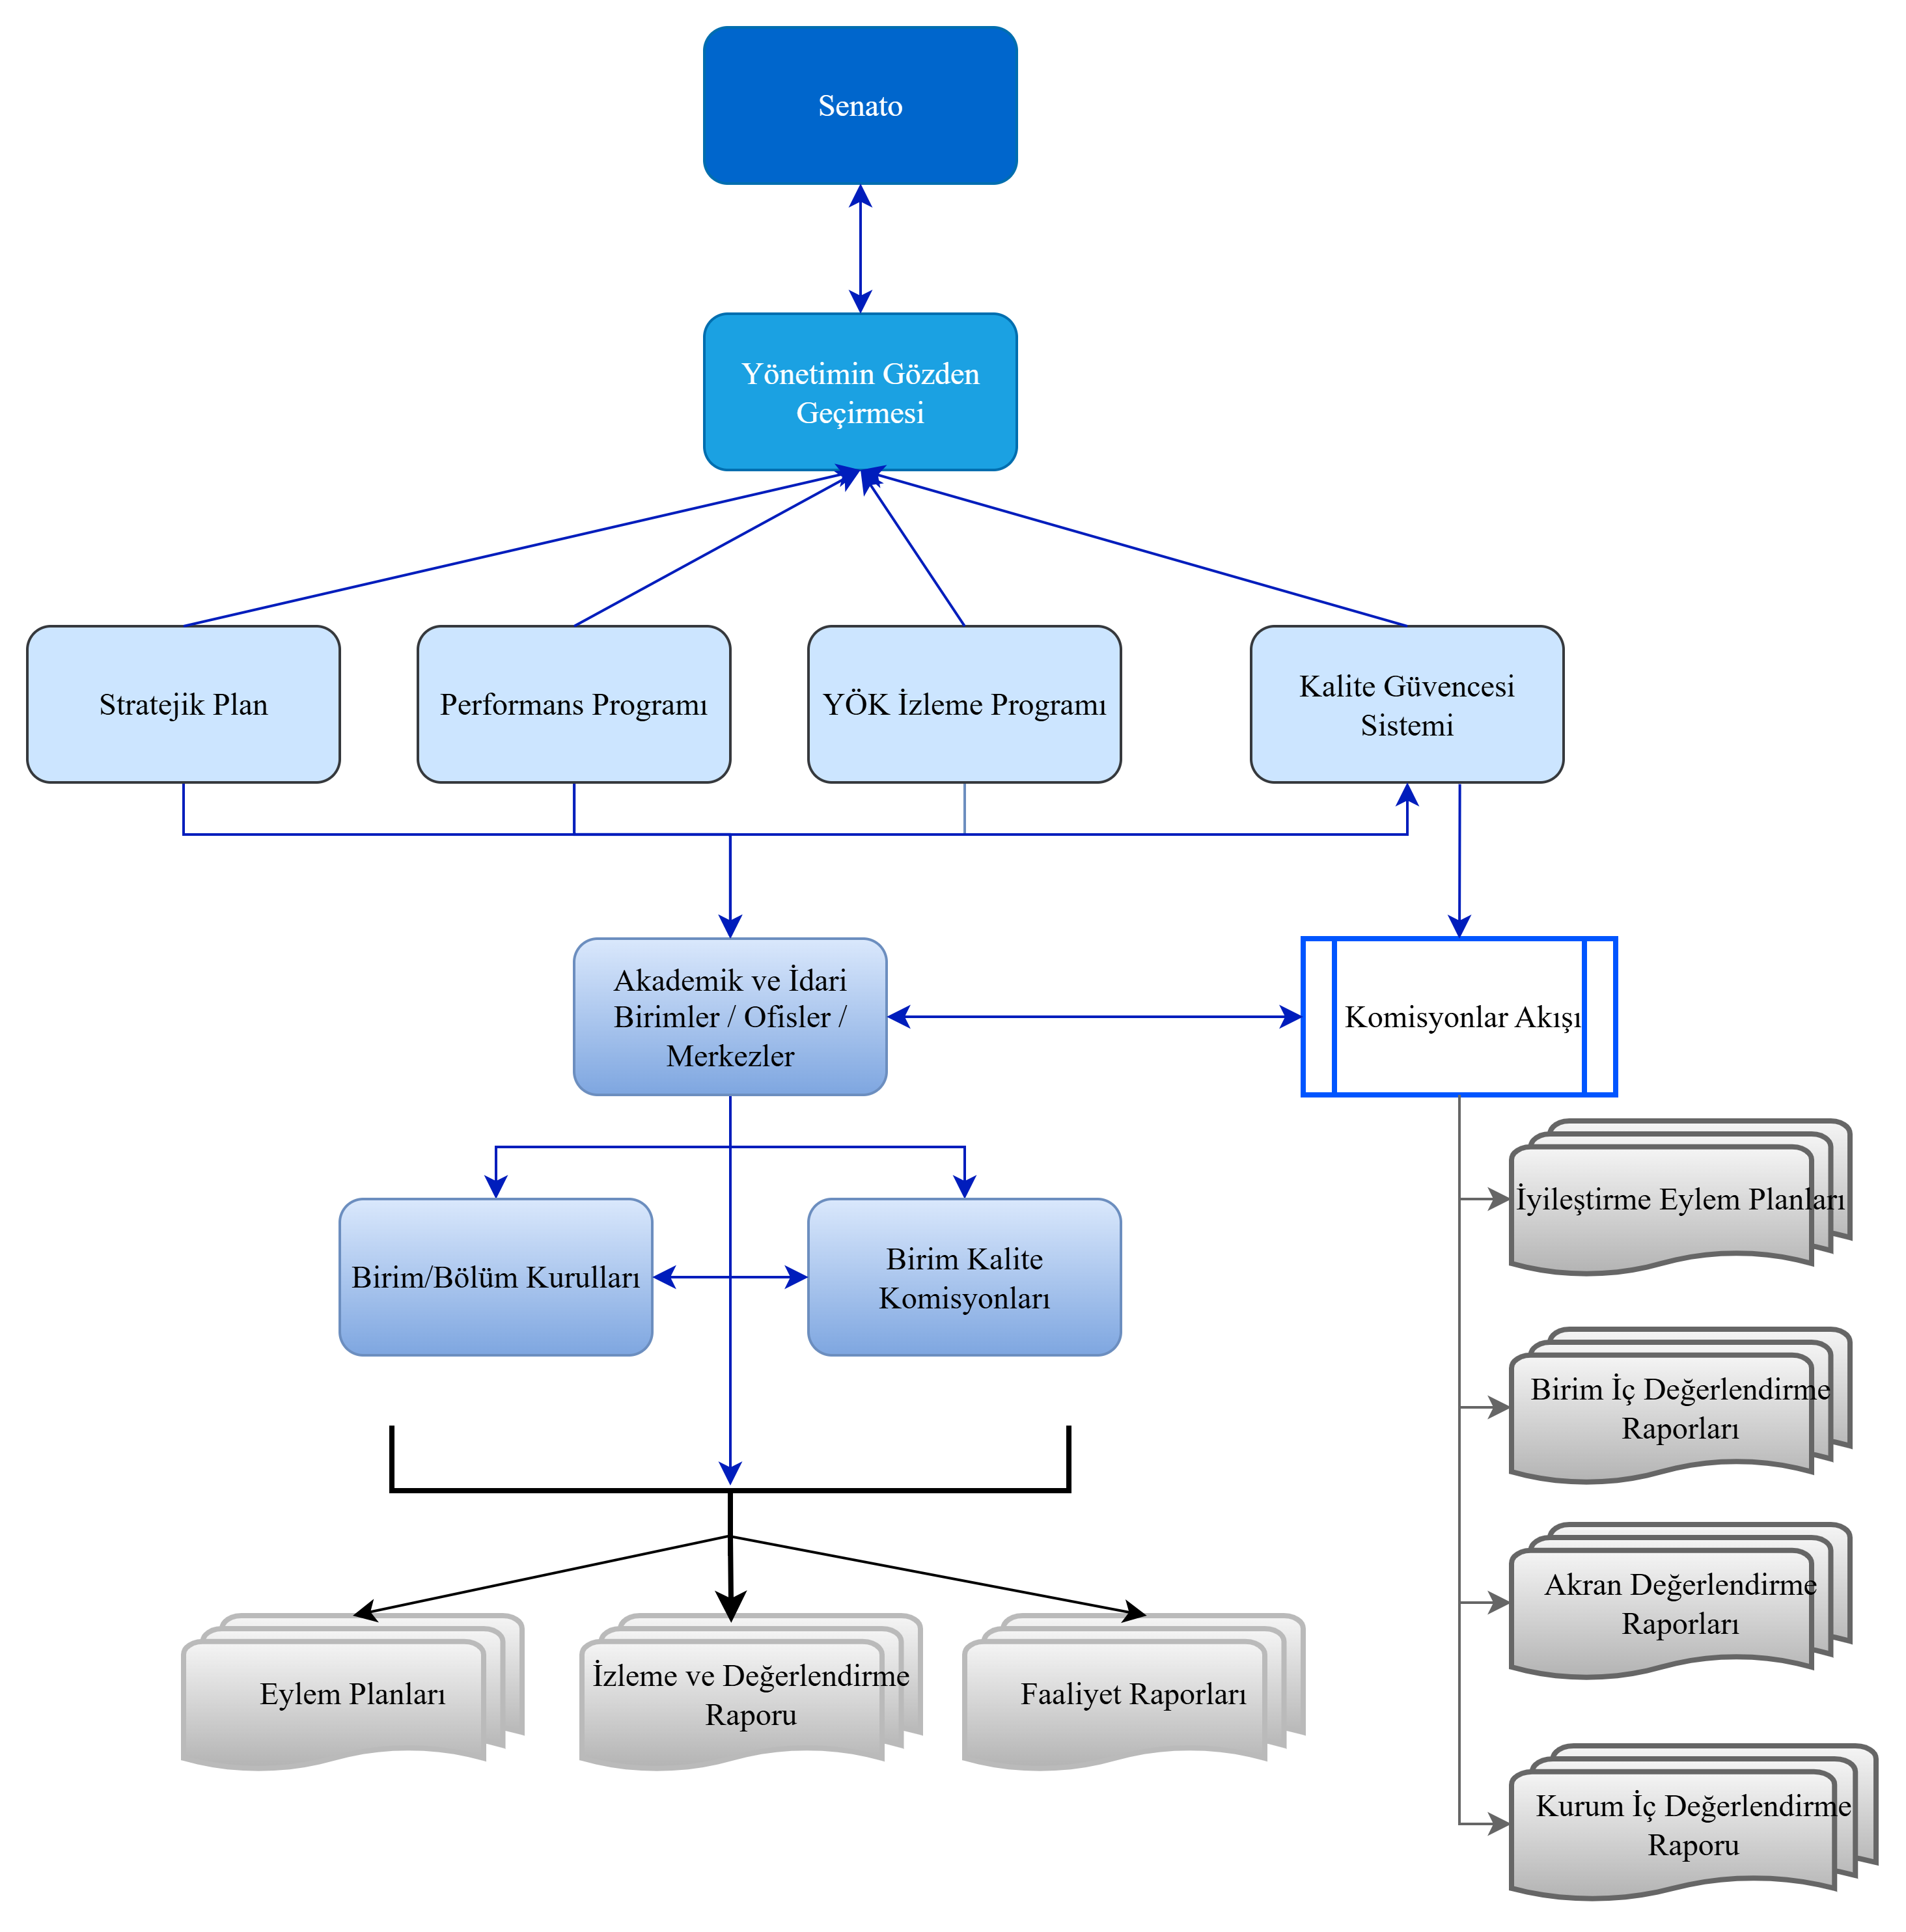 Senato
Yönetimin Gözden
Geçirmesi
Stratejik Plan
Performans Programı
YÖK İzleme Programı
Kalite Güvencesi
Sistemi
Akademik ve İdari
Birimler / Ofisler /
Merkezler
Komisyonlar Akışı
Birim/Bölüm Kurulları
Birim Kalite
Komisyonları
İyileştirme Eylem Planları
Birim İç Değerlendirme
Raporları
Akran Değerlendirme
Raporları
Eylem Planları
İzleme ve Değerlendirme
Raporu
Faaliyet Raporları
Kurum İç Değerlendirme
Raporu